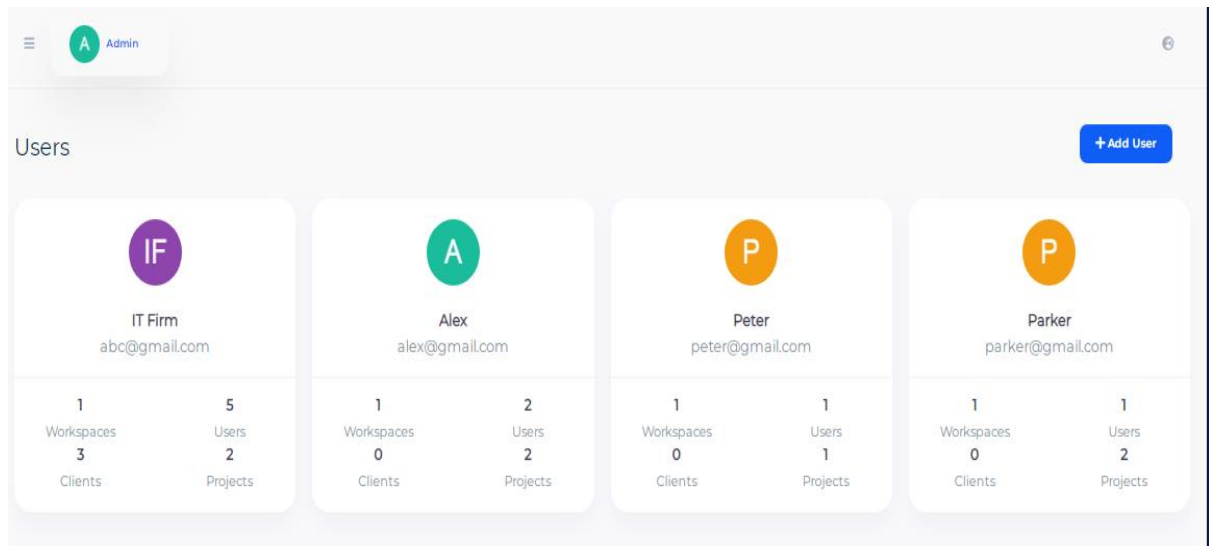 A Admin
Users
+ Add User
IF
IT Firm
abc@gmail.com
1 5
Workspaces Users
3 2
Clients Projects
A
Alex
alex@gmail.com
1 2
Workspaces Users
0 2
Clients Projects
P
Peter
peter@gmail.com
1 1
Workspaces Users
0 1
Clients Projects
P
Parker
parker@gmail.com
1 1
Workspaces Users
0 2
Clients Projects